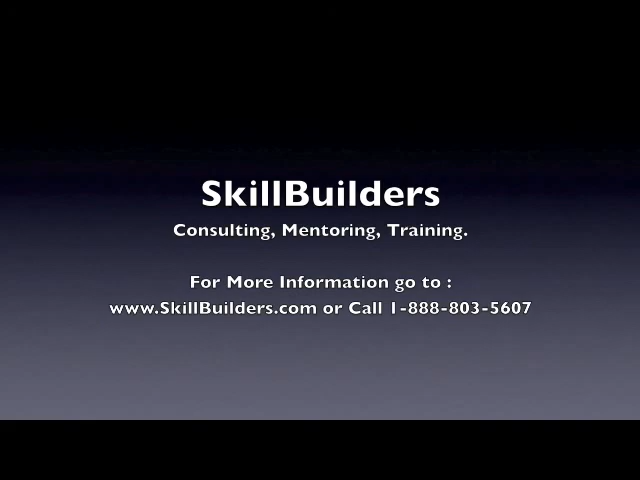 SkillBuilders
Consulting, Mentoring, Training.
For More Information go to :
www.SkillBuilders.com or Call 1-888-803-5607